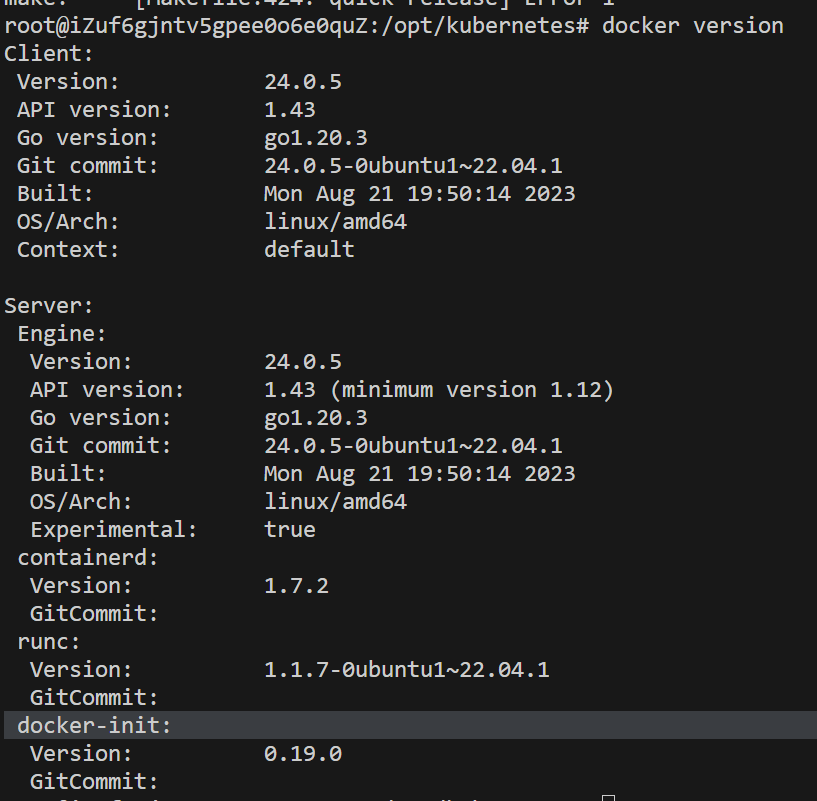 make: *** [Makefile:424: quick-release] Error 1
root@iZuf6gjntv5gpee0o6e0quZ:/opt/kubernetes# docker version
Client:
 Version:           24.0.5
 API version:       1.43
 Go version:        go1.20.3
 Git commit:        24.0.5-0ubuntu1~22.04.1
 Built:             Mon Aug 21 19:50:14 2023
 OS/Arch:           linux/amd64
 Context:           default

Server:
 Engine:
  Version:          24.0.5
  API version:      1.43 (minimum version 1.12)
  Go version:       go1.20.3
  Git commit:       24.0.5-0ubuntu1~22.04.1
  Built:            Mon Aug 21 19:50:14 2023
  OS/Arch:          linux/amd64
  Experimental:     true
 containerd:
  Version:          1.7.2
  GitCommit:
 runc:
  Version:          1.1.7-0ubuntu1~22.04.1
  GitCommit:
 docker-init:
  Version:          0.19.0
  GitCommit: